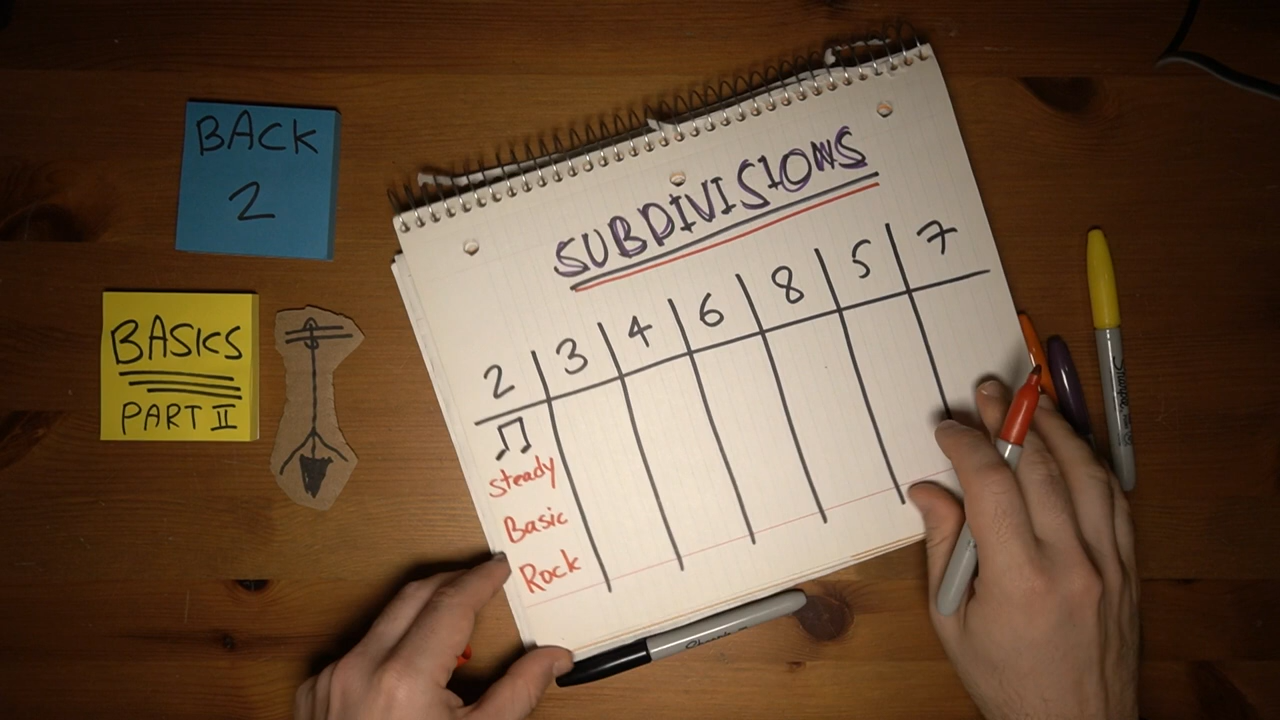 BACK
2
BASICS
PART II
SUBDIVISIONS
2 3 4 6 8 5 7
♫
steady
Basic
Rock